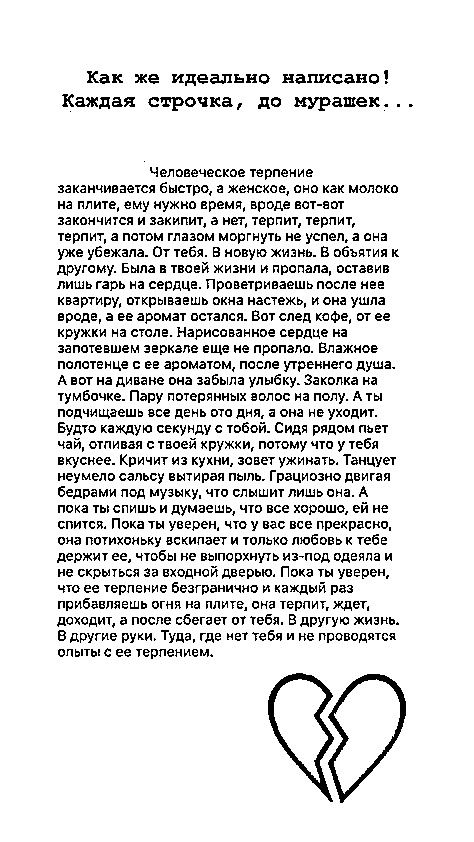 Как же идеально написано!
Каждая строчка, до мурашек...
Человеческое терпение
заканчивается быстро, а женское, оно как молоко
на плите, ему нужно время, вроде вот-вот
закончится и закипит, а нет, терпит, терпит,
терпит, а потом глазом моргнуть не успел, а она
уже убежала. От тебя. В новую жизнь. В объятия к
другому. Была в твоей жизни и пропала, оставив
лишь гарь на сердце. Проветриваешь после нее
квартиру, открываешь окна настежь, и она ушла
вроде, а ее аромат остался. Вот след кофе, от ее
кружки на столе. Нарисованное сердце на
запотевшем зеркале еще не пропало. Влажное
полотенце с ее ароматом, после утреннего душа.
А вот на диване она забыла улыбку. Заколка на
тумбочке. Пару потерянных волос на полу. А ты
подчищаешь все день ото дня, а она не уходит.
Будто каждую секунду с тобой. Сидя рядом пьет
чай, отпивая с твоей кружки, потому что у тебя
вкуснее. Кричит из кухни, зовет ужинать. Танцует
неумело сальсу вытирая пыль. Грациозно двигая
бедрами под музыку, что слышит лишь она. А
пока ты спишь и думаешь, что все хорошо, ей не
спится. Пока ты уверен, что у вас все прекрасно,
она потихоньку вскипает и только любовь к тебе
держит ее, чтобы не выпорхнуть из-под одеяла и
не скрыться за входной дверью. Пока ты уверен,
что ее терпение безгранично и каждый раз
прибавляешь огня на плите, она терпит, ждет,
доходит, а после сбегает от тебя. В другую жизнь.
В другие руки. Туда, где нет тебя и не проводятся
опыты с ее терпением.